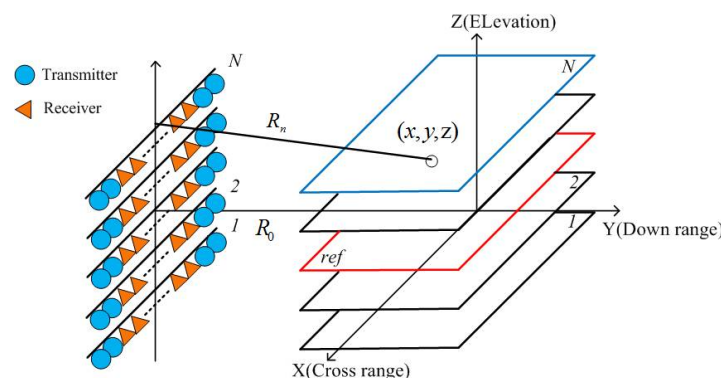 Z(ELevation)
N
N
Transmitter
Receiver
R_n
(x,y,z)
2
2
1
1
R_0
Y(Down range)
ref
X(Cross range)